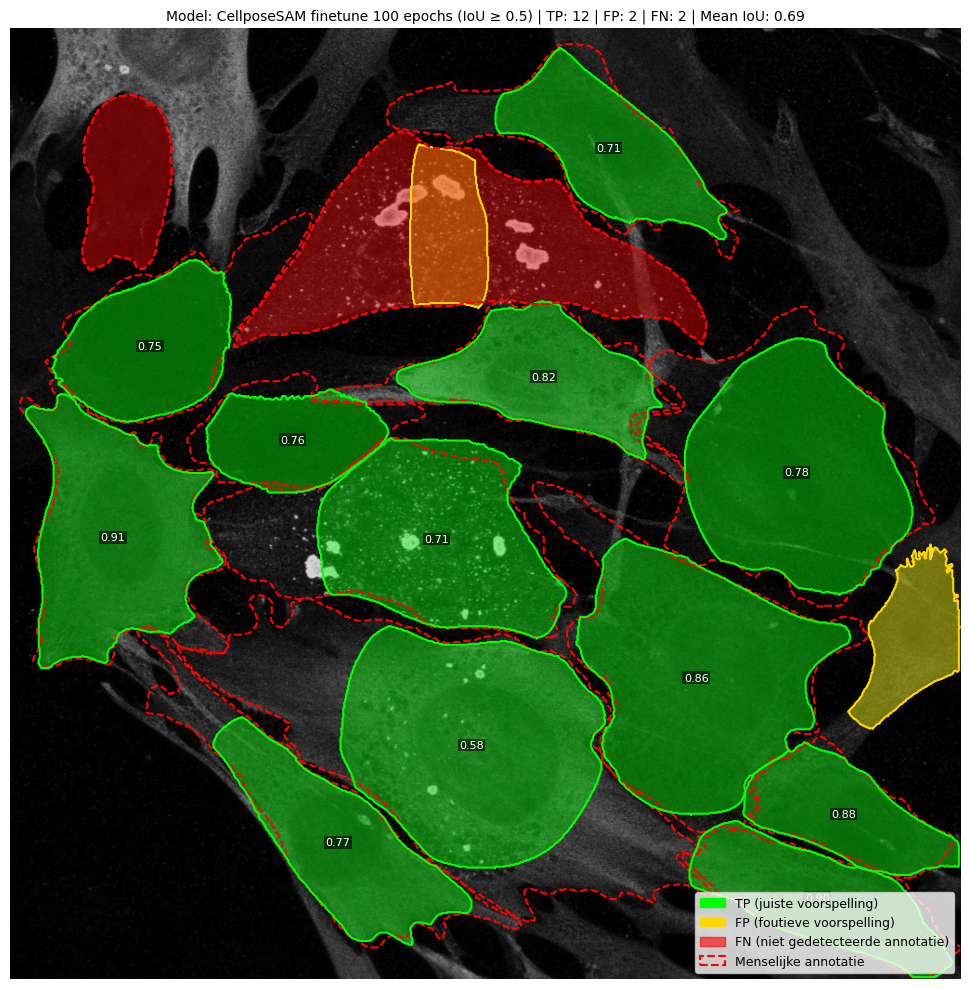 Model: CellposeSAM finetune 100 epochs (IoU ≥ 0.5) | TP: 12 | FP: 2 | FN: 2 | Mean IoU: 0.69
0.71
0.75
0.82
0.76
0.78
0.91
0.71
0.86
0.58
0.88
0.77
TP (juiste voorspelling)
FP (foutieve voorspelling)
FN (niet gedetecteerde annotatie)
Menselijke annotatie